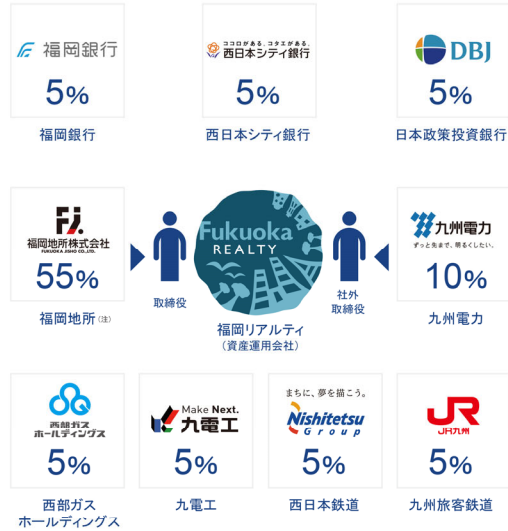 福岡銀行
5%
福岡銀行
ココロがある。コタエがある。
西日本シティ銀行
5%
西日本シティ銀行
DBJ
5%
日本政策投資銀行
福岡地所株式会社
FUKUOKA JISHO CO.,LTD.
55%
福岡地所(注)
取締役
Fukuoka
REALTY
福岡リアルティ
(資産運用会社)
社外
取締役
九州電力
ずっと先まで、明るくしたい。
10%
九州電力
西部ガス
ホールディングス
5%
西部ガス
ホールディングス
Make Next.
九電工
5%
九電工
まちに、夢を描こう。
Nishitetsu
Group
5%
西日本鉄道
JR
JR九州
5%
九州旅客鉄道